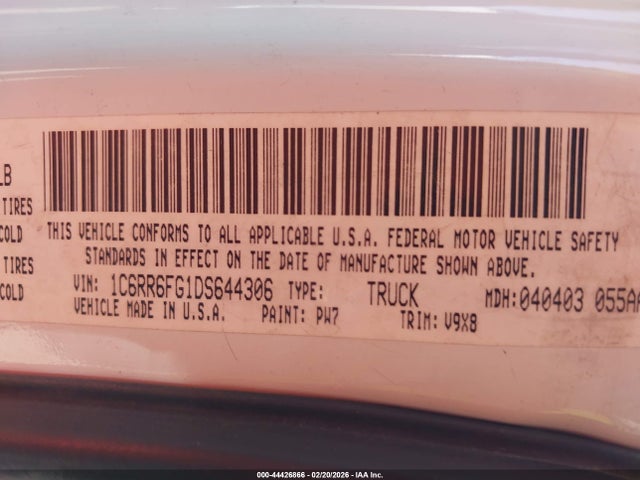 LB
TIRES
COLD
TIRES
COLD
THIS VEHICLE CONFORMS TO ALL APPLICABLE U.S.A. FEDERAL MOTOR VEHICLE SAFETY
STANDARDS IN EFFECT ON THE DATE OF MANUFACTURE SHOWN ABOVE.
VIN: 1C6RR6FG1DS644306 TYPE: TRUCK MDH: 040403 055AA
VEHICLE MADE IN U.S.A. PAINT: PW7 TRIM: V9X8
000-44426866 - 02/20/2026 - IAA Inc.